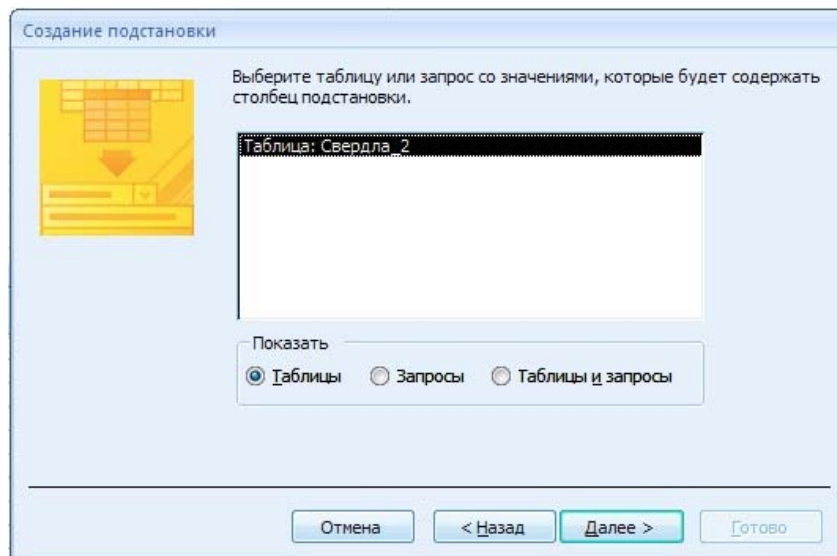 Создание подстановки
Выберите таблицу или запрос со значениями, которые будет содержать
столбец подстановки.
Таблица: Свердла_2
Показать
Таблицы Запросы Таблицы и запросы
Отмена < Назад Далее > Готово